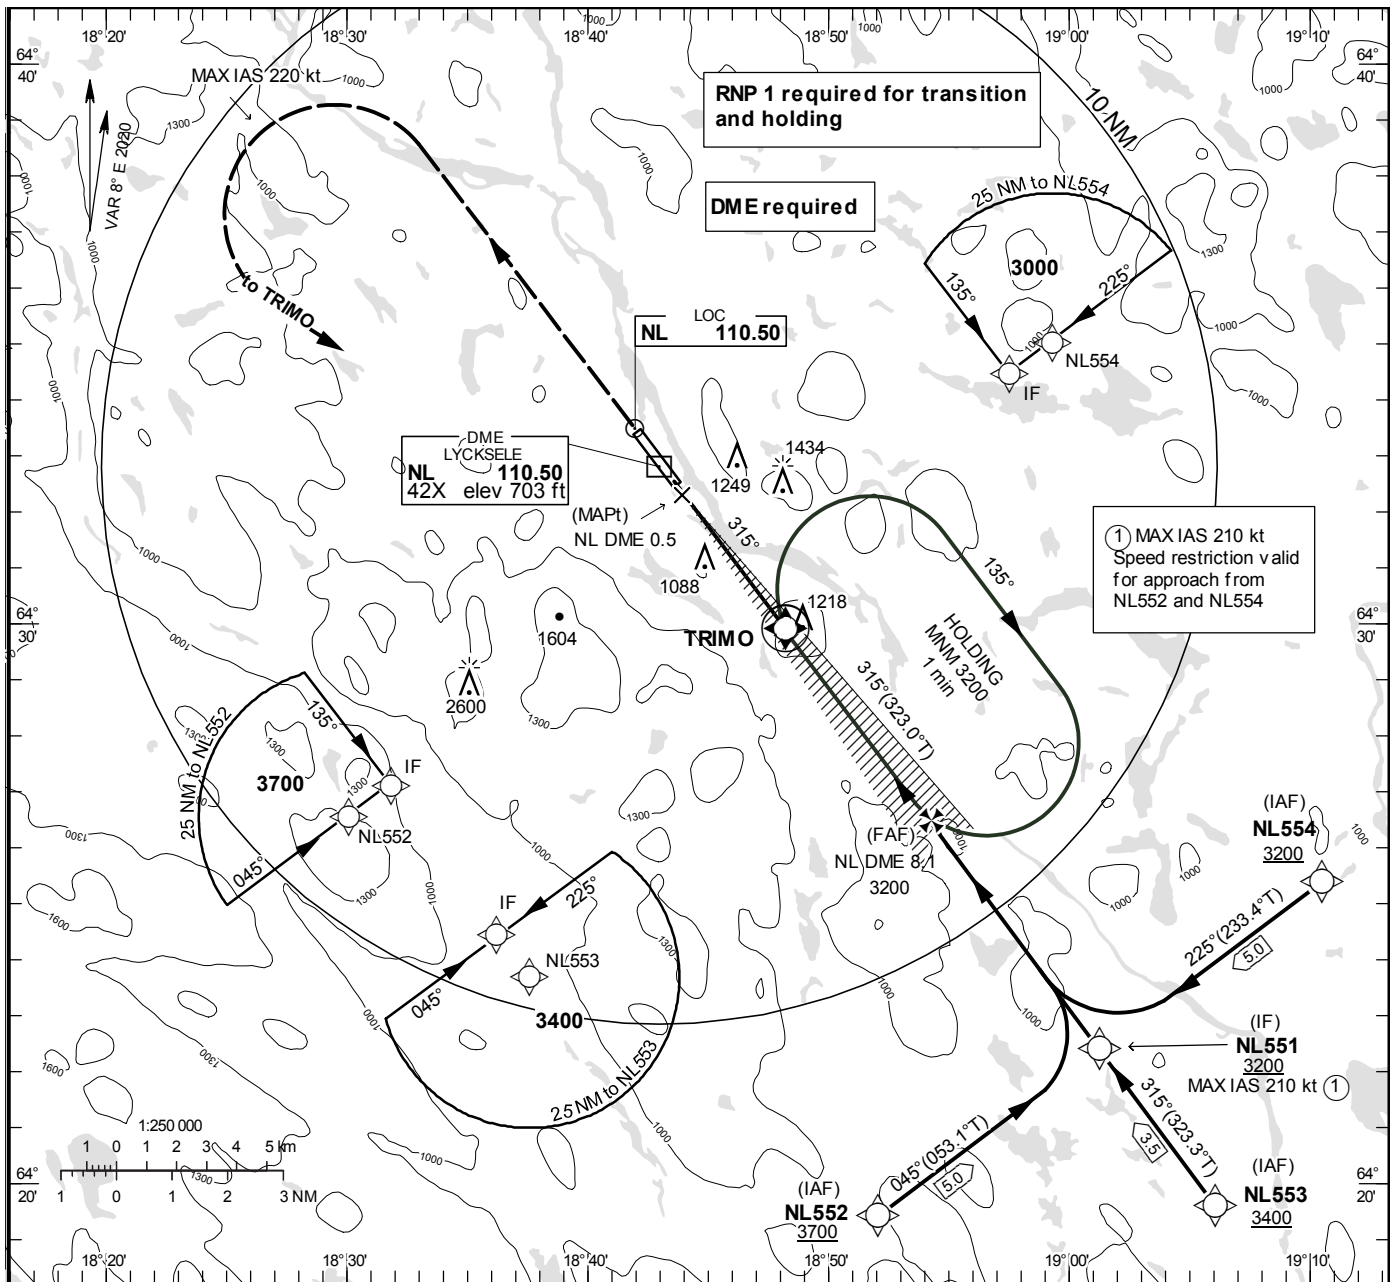 18° 20' 18° 30' 18° 40' 18° 50' 19° 00' 19° 10'
64° 40'
64° 40'
MAX IAS 220 kt
VAR 8° E 2020
RNP 1 required for transition
and holding
DME required
10 NM
25 NM to NL554
3000
135°
225°
NL554
IF
to TRIMO
LOC
NL 110.50
DME
LYCKSELE
NL 110.50
42X elev 703 ft
(MAPt)
NL DME 0.5
1249
1434
1088
315°
1218
TRIMO
1604
2600
135°
HOLDING
MNM 3200
1 min
315°(323.0°T)
① MAX IAS 210 kt
Speed restriction valid
for approach from
NL552 and NL554
64° 30'
64° 30'
25 NM to NL552
135°
IF
3700
NL552
045°
(FAF)
NL DME 8.1
3200
IF
225°
NL553
045°
3400
25 NM to NL553
(IAF)
NL554
3200
225°(233.4°T)
5.0
(IF)
NL551
3200
MAX IAS 210 kt ①
315°(323.3°T)
3.5
045°(053.1°T)
5.0
(IAF)
NL552
3700
(IAF)
NL553
3400
1:250 000
1 0 1 2 3 4 5 km
1 0 1 2 3 NM
64° 20'
64° 20'
18° 20' 18° 30' 18° 40' 18° 50' 19° 00' 19° 10'
1000
1300
1600